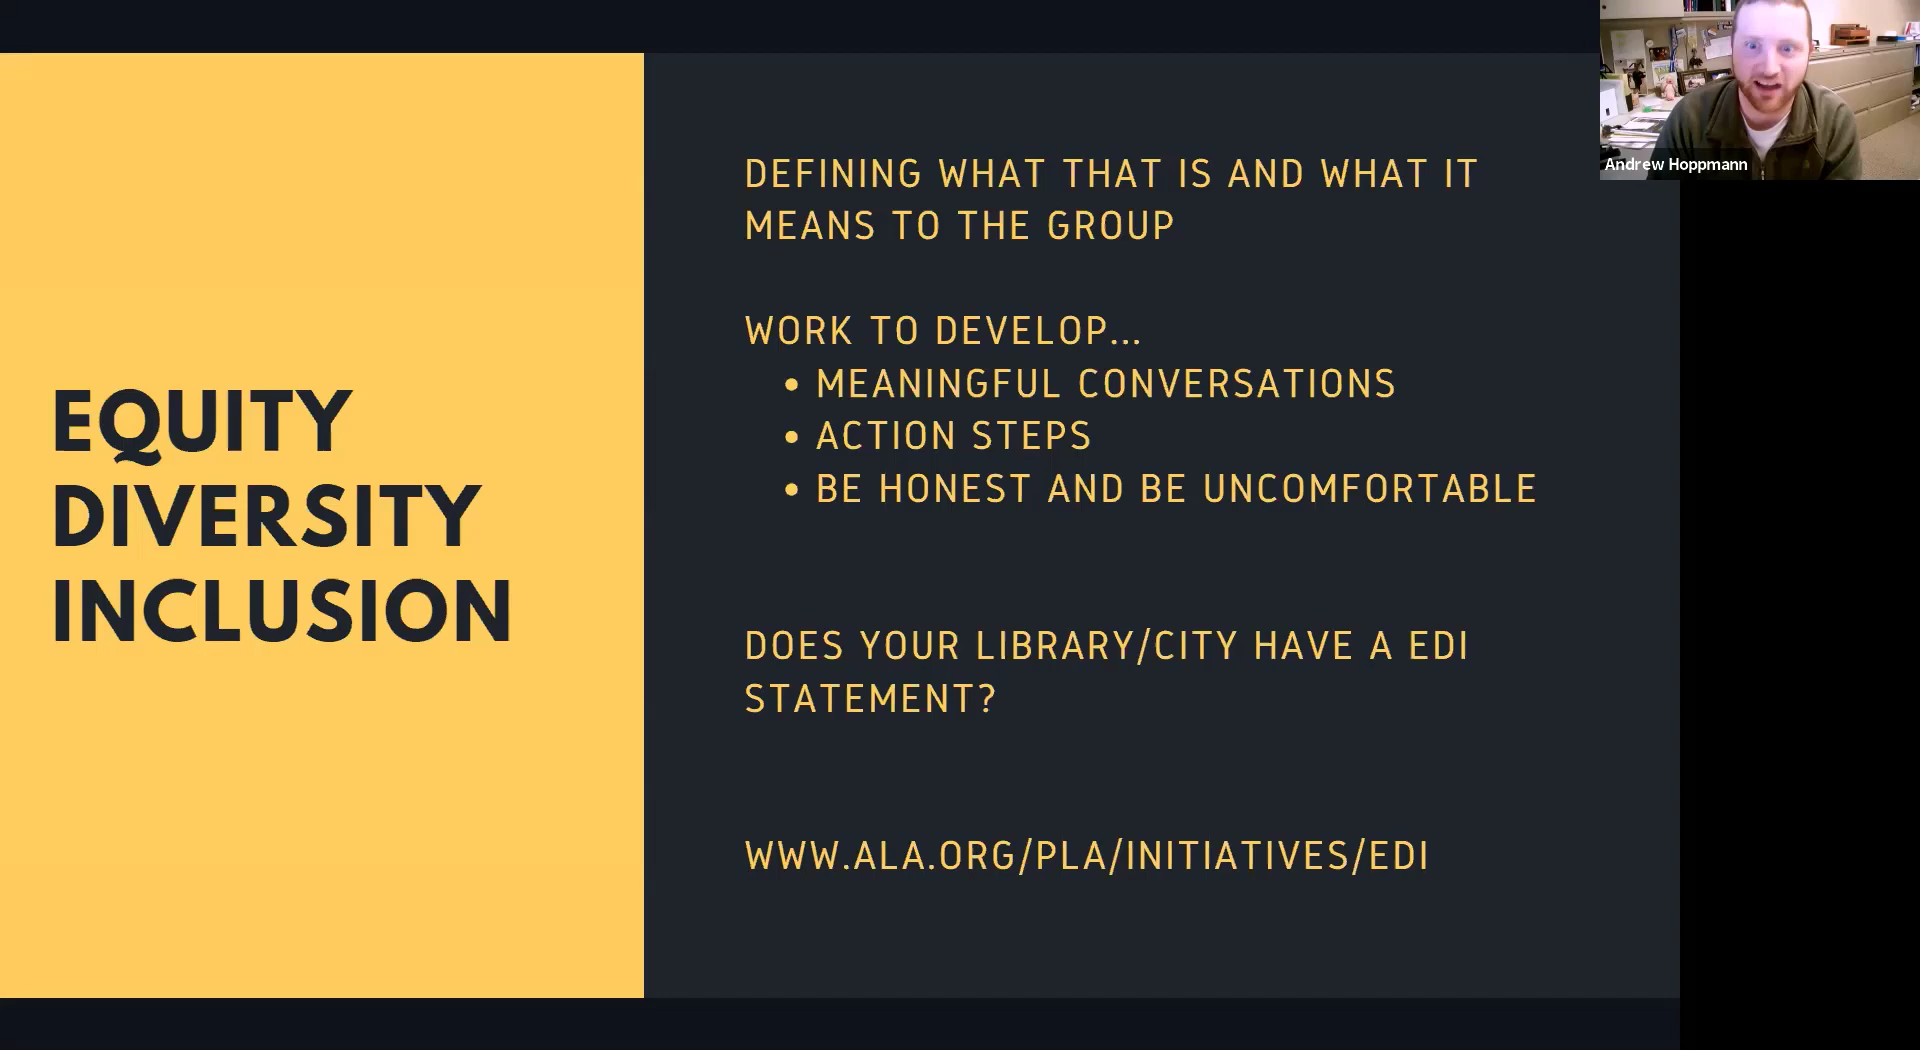 EQUITY
DIVERSITY
INCLUSION
DEFINING WHAT THAT IS AND WHAT IT
MEANS TO THE GROUP
WORK TO DEVELOP...
• MEANINGFUL CONVERSATIONS
• ACTION STEPS
• BE HONEST AND BE UNCOMFORTABLE
DOES YOUR LIBRARY/CITY HAVE A EDI
STATEMENT?
WWW.ALA.ORG/PLA/INITIATIVES/EDI
Andrew Hoppmann